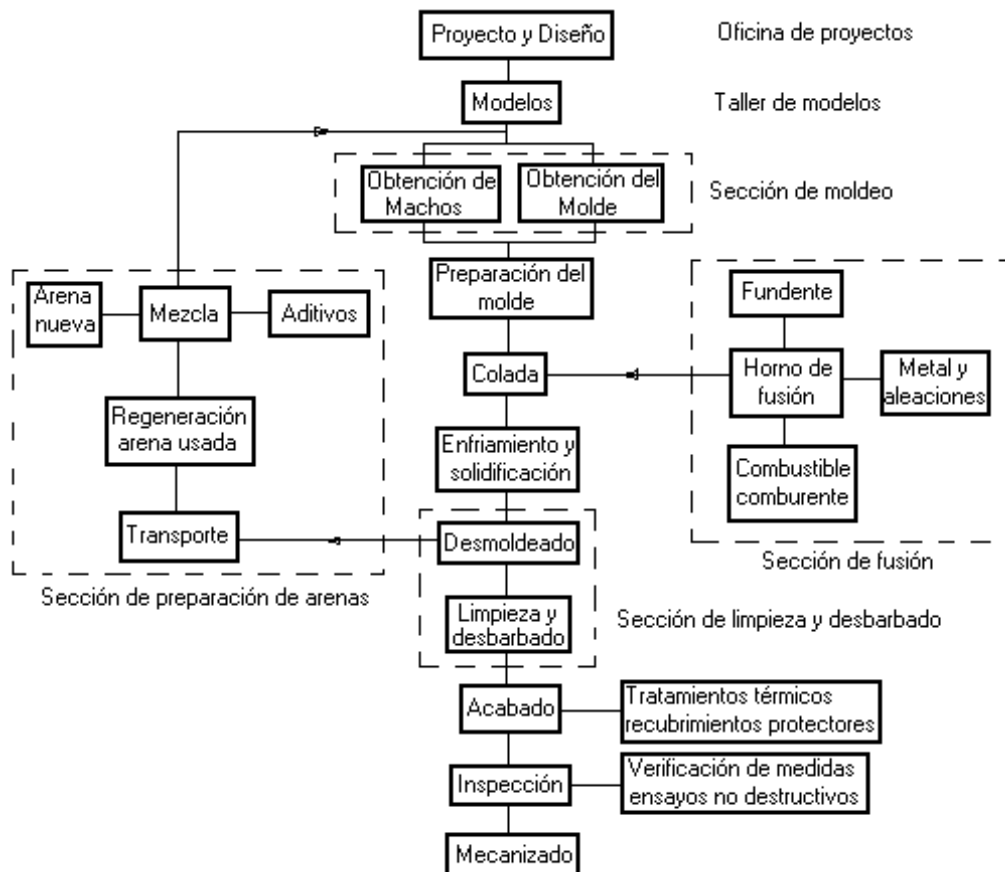 Proyecto y Diseño
Oficina de proyectos
Modelos
Taller de modelos
Obtención de
Machos
Obtención del
Molde
Sección de moldeo
Preparación del
molde
Arena
nueva
Mezcla
Aditivos
Fundente
Colada
Horno de
fusión
Metal y
aleaciones
Regeneración
arena usada
Enfriamiento y
solidificación
Combustible
comburente
Transporte
Desmoldeado
Sección de fusión
Sección de preparación de arenas
Limpieza y
desbarbado
Sección de limpieza y desbarbado
Acabado
Tratamientos térmicos
recubrimientos protectores
Inspección
Verificación de medidas
ensayos no destructivos
Mecanizado